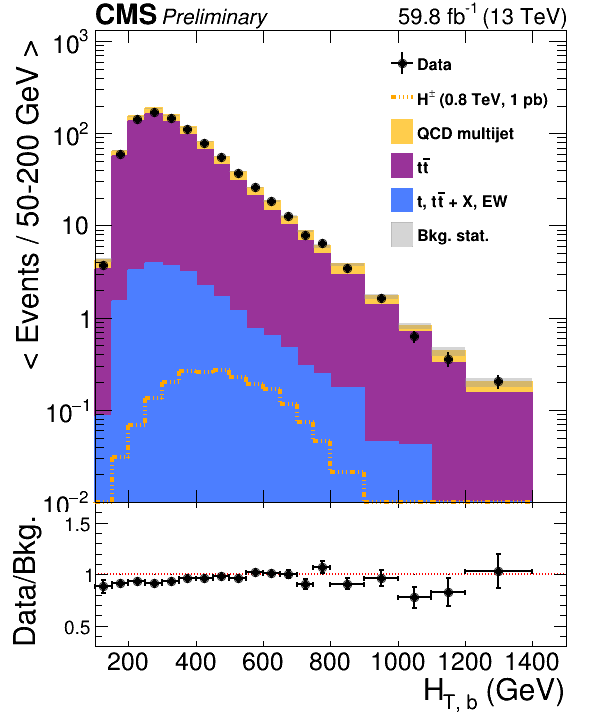 CMS Preliminary 59.8 fb⁻¹ (13 TeV)
< Events / 50-200 GeV >
10³
10²
10
1
10⁻¹
10⁻²
Data
H± (0.8 TeV, 1 pb)
QCD multijet
tt̅
t, tt̅ + X, EW
Bkg. stat.
Data/Bkg.
1.5
1
0.5
200 400 600 800 1000 1200 1400
H_T, b (GeV)